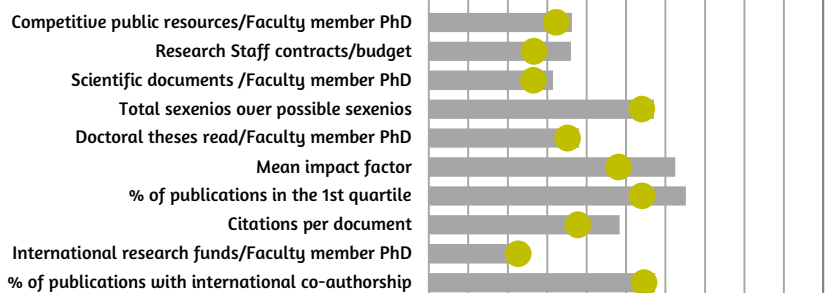 Competitive public resources/Faculty member PhD
Research Staff contracts/budget
Scientific documents /Faculty member PhD
Total sexenios over possible sexenios
Doctoral theses read/Faculty member PhD
Mean impact factor
% of publications in the 1st quartile
Citations per document
International research funds/Faculty member PhD
% of publications with international co-authorship